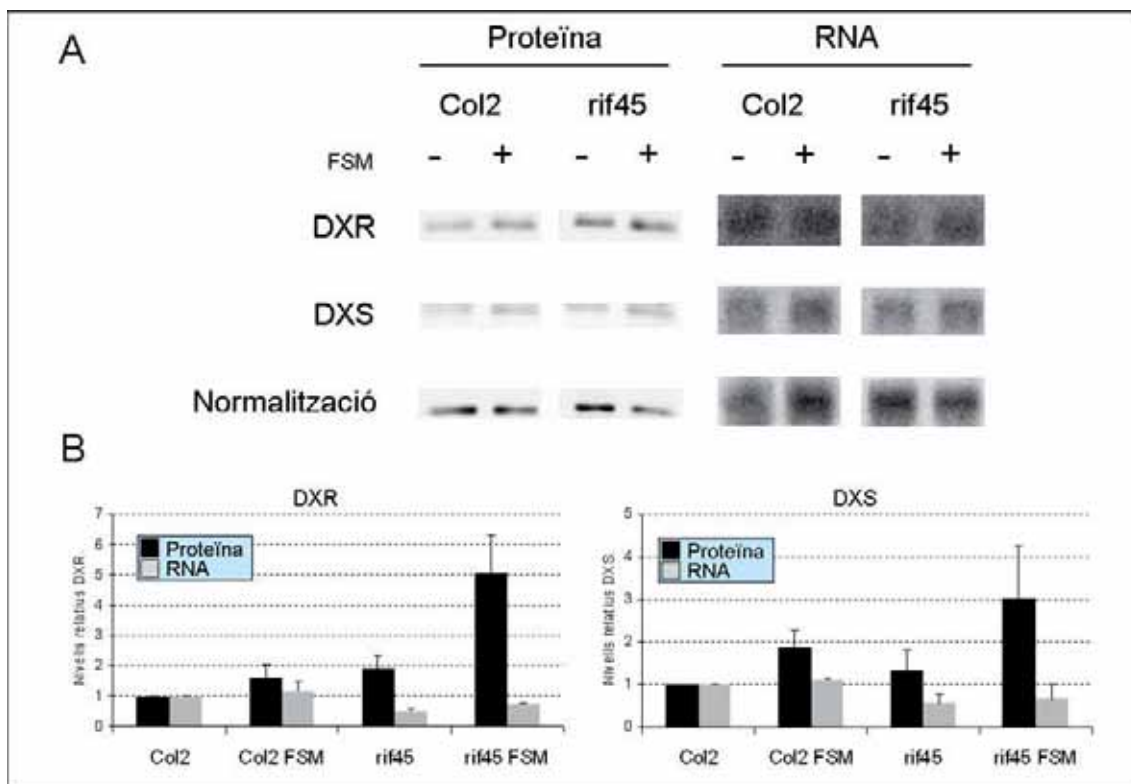 A
Proteïna RNA
Col2 rif45 Col2 rif45
FSM - + - + - + - +
DXR
DXS
Normalització
B
DXR
Nivells relatius DXR
7
6
5
4
3
2
1
0
Proteïna
RNA
Col2 Col2 FSM rif45 rif45 FSM
DXS
Nivells relatius DXS
5
4
3
2
1
0
Proteïna
RNA
Col2 Col2 FSM rif45 rif45 FSM